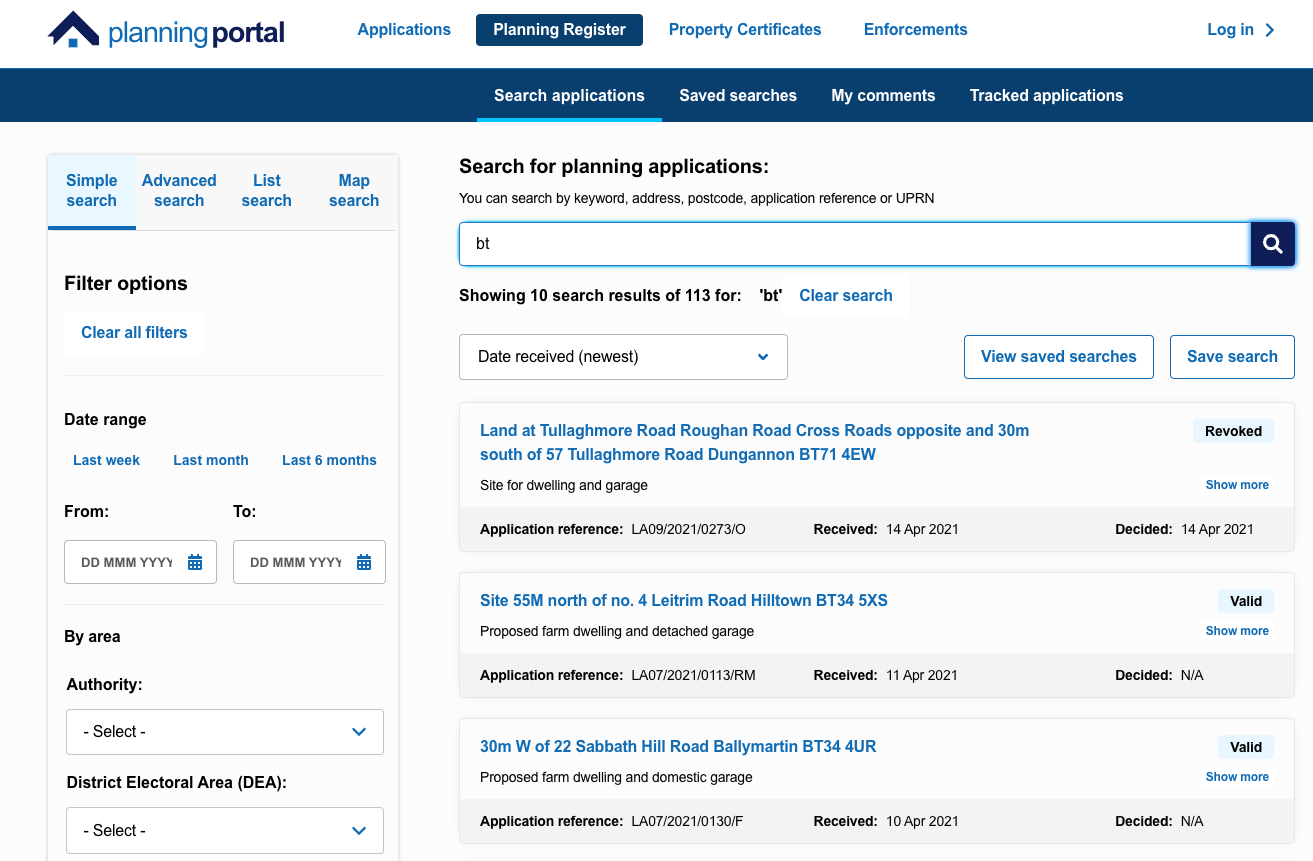 planning portal
Applications
Planning Register
Property Certificates
Enforcements
Log in
Search applications
Saved searches
My comments
Tracked applications
Simple search
Advanced search
List search
Map search
Filter options
Clear all filters
Date range
Last week
Last month
Last 6 months
From:
To:
DD MMM YYYY
DD MMM YYYY
By area
Authority:
- Select -
District Electoral Area (DEA):
- Select -
Search for planning applications:
You can search by keyword, address, postcode, application reference or UPRN
bt
Showing 10 search results of 113 for: 'bt' Clear search
Date received (newest)
View saved searches
Save search
Land at Tullaghmore Road Roughan Road Cross Roads opposite and 30m
south of 57 Tullaghmore Road Dungannon BT71 4EW
Revoked
Site for dwelling and garage
Show more
Application reference: LA09/2021/0273/O Received: 14 Apr 2021 Decided: 14 Apr 2021
Site 55M north of no. 4 Leitrim Road Hilltown BT34 5XS
Valid
Proposed farm dwelling and detached garage
Show more
Application reference: LA07/2021/0113/RM Received: 11 Apr 2021 Decided: N/A
30m W of 22 Sabbath Hill Road Ballymartin BT34 4UR
Valid
Proposed farm dwelling and domestic garage
Show more
Application reference: LA07/2021/0130/F Received: 10 Apr 2021 Decided: N/A